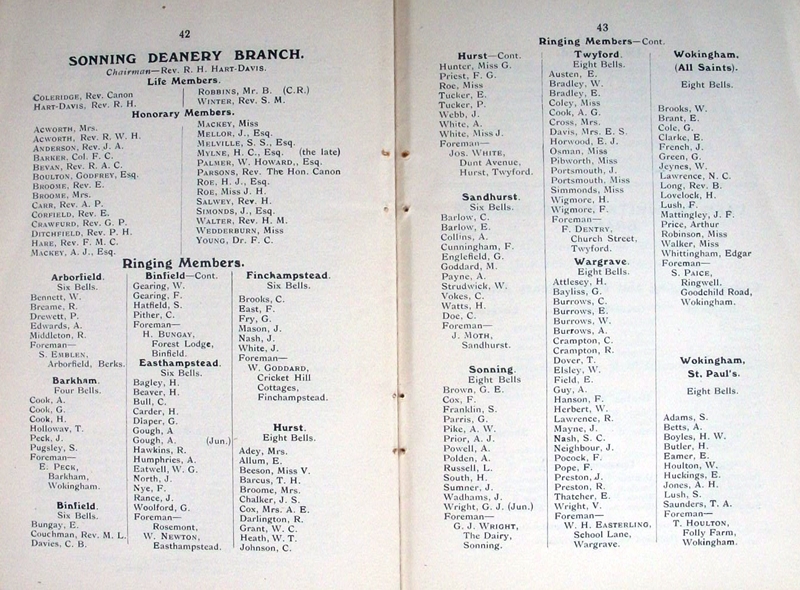 42
SONNING DEANERY BRANCH.
Chairman—Rev. R. H. HART-DAVIS.
Life Members.
COLERIDGE, Rev. Canon
HART-DAVIS, Rev. R. H.
ROBBINS, Mr. B. (C.R.)
WINTER, Rev. S. M.
Honorary Members.
ACWORTH, Mrs.
ACWORTH, Rev. R. W. H.
ANDERSON, Rev. J. A.
BARKER, Col. F. C.
BEVAN, Rev. R. A. C.
BOULTON, GODFREY, Esq.
BROOME, Rev. E.
BROOME, Mrs.
CARR, Rev. A. P.
CORFIELD, Rev. E.
CRAWFURD, Rev. G. P.
DITCHFIELD, Rev. P. H.
HARE, Rev. F. M. C.
MACKEY, A. J., Esq.
MACKEY, Miss
MELLOR, J., Esq.
MELVILLE, S. S., Esq.
MYLNE, H. C., Esq. (the late)
PALMER, W. HOWARD,, Esq.
PARSONS, Rev. The Hon. Canon
ROE, H. J., Esq.
ROE, Miss J. H.
SALWEY, Rev. H.
SIMONDS, J., Esq.
WALTER, Rev. H. M.
WEDDERBURN, Miss
YOUNG, Dr. F. C.
Ringing Members.
Arborfield.
Six Bells.
Bennett, W.
Breame, R.
Drewett, P.
Edwards, A.
Middleton, R.
Foreman—
S. EMBLEN,
Arborfield, Berks.
Barkham.
Four Bells.
Cook, A.
Cook, G.
Cook, H.
Holloway, T.
Peck, J.
Pugsley, S.
Foreman—
E. PECK,
Barkham,
Wokingham.
Binfield.
Six Bells.
Bungay, E.
Couchman, Rev. M. L.
Davies, C. B.
Binfield—Cont.
Gearing, W.
Gearing, F.
Hatfield, S.
Pither, C.
Foreman—
H. BUNGAY,
Forest Lodge,
Binfield.
Easthampstead.
Six Bells.
Bagley, H.
Beaver, H.
Bull, C.
Carder, H.
Diaper, G.
Gough, A
Gough, A. (Jun.)
Hawkins, R.
Humphries, A.
Eatwell, W. G.
North, J.
Nye, F.
Rance, J.
Woolford, G.
Foreman—
Rosemont,
W. NEWTON,
Easthampstead.
Finchampstead.
Six Bells.
Brooks, C.
East, F.
Fry, G.
Mason, J.
Nash, J.
White, J.
Foreman—
W. GODDARD,
Cricket Hill
Cottages,
Finchampstead.
Hurst.
Eight Bells.
Adey, Mrs.
Allum, E.
Beeson, Miss V.
Barcus, T. H.
Broome, Mrs.
Chalker, J. S.
Cox, Mrs. A. E.
Darlington, R.
Grant, W. C.
Heath, W. T.
Johnson, C.
43
Ringing Members—Cont.
Hurst—Cont.
Hunter, Miss G.
Priest, F. G.
Roe, Miss
Tucker, E.
Tucker, P.
Webb, J.
White, A.
White, Miss J.
Foreman—
JOS. WHITE,
Dunt Avenue,
Hurst, Twyford.
Sandhurst.
Six Bells.
Barlow, C.
Barlow, E.
Collins, A.
Cunningham, F.
Englefield, G.
Goddard, M.
Payne, A.
Strudwick, W.
Vokes, C.
Watts, H.
Doe, C.
Foreman—
J. MOTH,
Sandhurst.
Sonning.
Eight Bells
Brown, G. E.
Cox, F.
Franklin, S.
Parris, G.
Pike, A. W.
Prior, A. J.
Powell, A.
Polden, A.
Russell, L.
South, H.
Sumner, J.
Wadhams, J.
Wright, G. J. (Jun.)
Foreman—
G. J. WRIGHT,
The Dairy,
Sonning.
Twyford.
Eight Bells.
Austen, E.
Bradley, W.
Bradley, E.
Coley, Miss
Cook, A. G.
Cross, Mrs.
Davis, Mrs. E. S.
Horwood, E. J.
Osman, Miss
Pibworth, Miss
Portsmouth, J.
Portsmouth, Miss
Simmonds, Miss
Wigmore, H.
Wigmore, F.
Foreman—
F. DENTRY,
Church Street,
Twyford.
Wargrave.
Eight Bells.
Attlesey, H.
Bayliss, G.
Burrows, C.
Burrows, E.
Burrows, W.
Burrows, A.
Crampton, C.
Crampton, R.
Dover, T.
Elsley, W.
Field, E.
Guy, A.
Hanson, F.
Herbert, W.
Lawrence, R.
Mayne, J.
Nash, S. C.
Neighbour, J.
Pocock, F.
Pope, F.
Preston, J.
Preston, R.
Thatcher, E.
Wright, V.
Foreman—
W. H. EASTERLING,
School Lane,
Wargrave.
Wokingham.
(All Saints).
Eight Bells.
Brooks, W.
Brant, E.
Cole, G.
Clarke, E.
French, J.
Green, G.
Jeynes, W.
Lawrence, N. C.
Long, Rev. B.
Lovelock, H.
Lush, F.
Mattingley, J. F.
Price, Arthur
Robinson, Miss
Walker, Miss
Whittingham, Edgar
Foreman—
S. PAICE,
Ringwell,
Goodchild Road,
Wokingham.
Wokingham,
St. Paul's.
Eight Bells.
Adams, S.
Betts, A.
Boyles, H. W.
Butler, H.
Eamer, E.
Houlton, W.
Huckings, E.
Jones, A. H.
Lush, S.
Saunders, T. A.
Foreman—
T. HOULTON,
Folly Farm,
Wokingham.